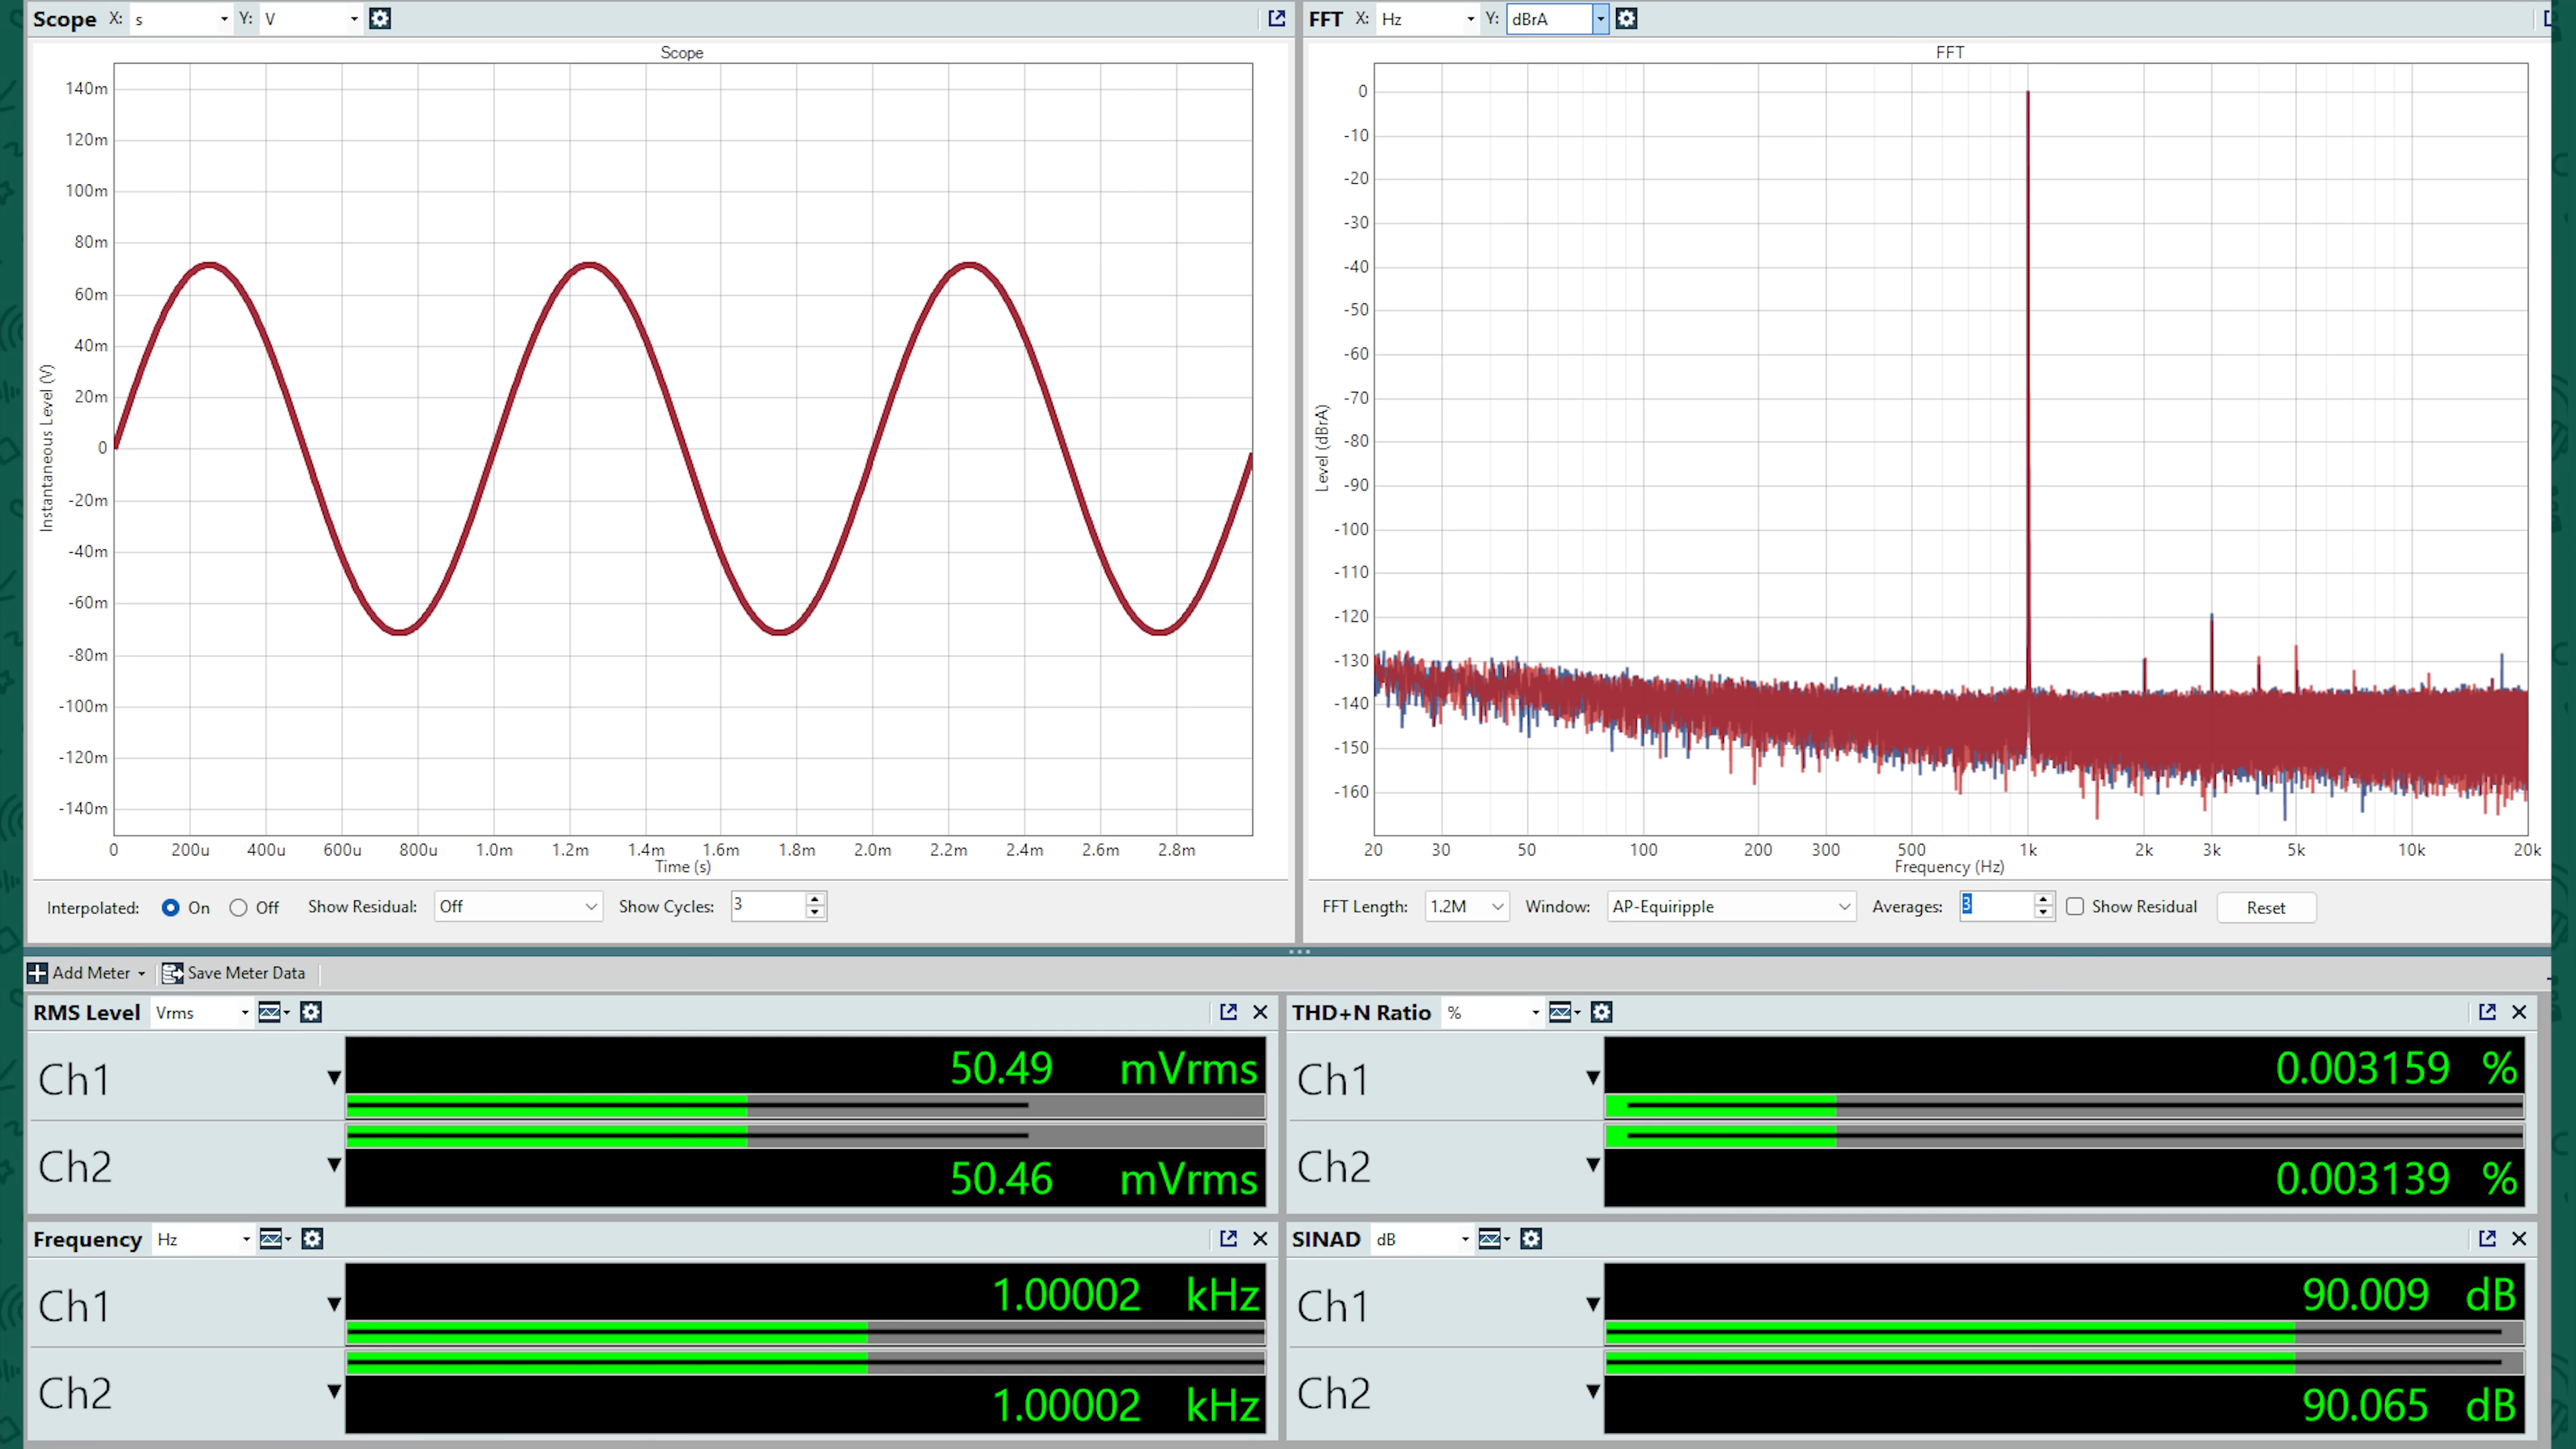 Scope X: s Y: V
Scope
140m
120m
100m
80m
60m
40m
20m
0
-20m
-40m
-60m
-80m
-100m
-120m
-140m
Instantaneous Level (V)
0 200u 400u 600u 800u 1.0m 1.2m 1.4m 1.6m 1.8m 2.0m 2.2m 2.4m 2.6m 2.8m
Time (s)
Interpolated: On Off Show Residual: Off Show Cycles: 3
FFT X: Hz Y: dBrA
FFT
0
-10
-20
-30
-40
-50
-60
-70
-80
-90
-100
-110
-120
-130
-140
-150
-160
Level (dBrA)
20 30 50 100 200 300 500 1k 2k 3k 5k 10k 20k
Frequency (Hz)
FFT Length: 1.2M Window: AP-Equiripple Averages: 3 Show Residual Reset
Add Meter Save Meter Data
RMS Level Vrms
Ch1 50.49 mVrms
Ch2 50.46 mVrms
THD+N Ratio %
Ch1 0.003159 %
Ch2 0.003139 %
Frequency Hz
Ch1 1.00002 kHz
Ch2 1.00002 kHz
SINAD dB
Ch1 90.009 dB
Ch2 90.065 dB